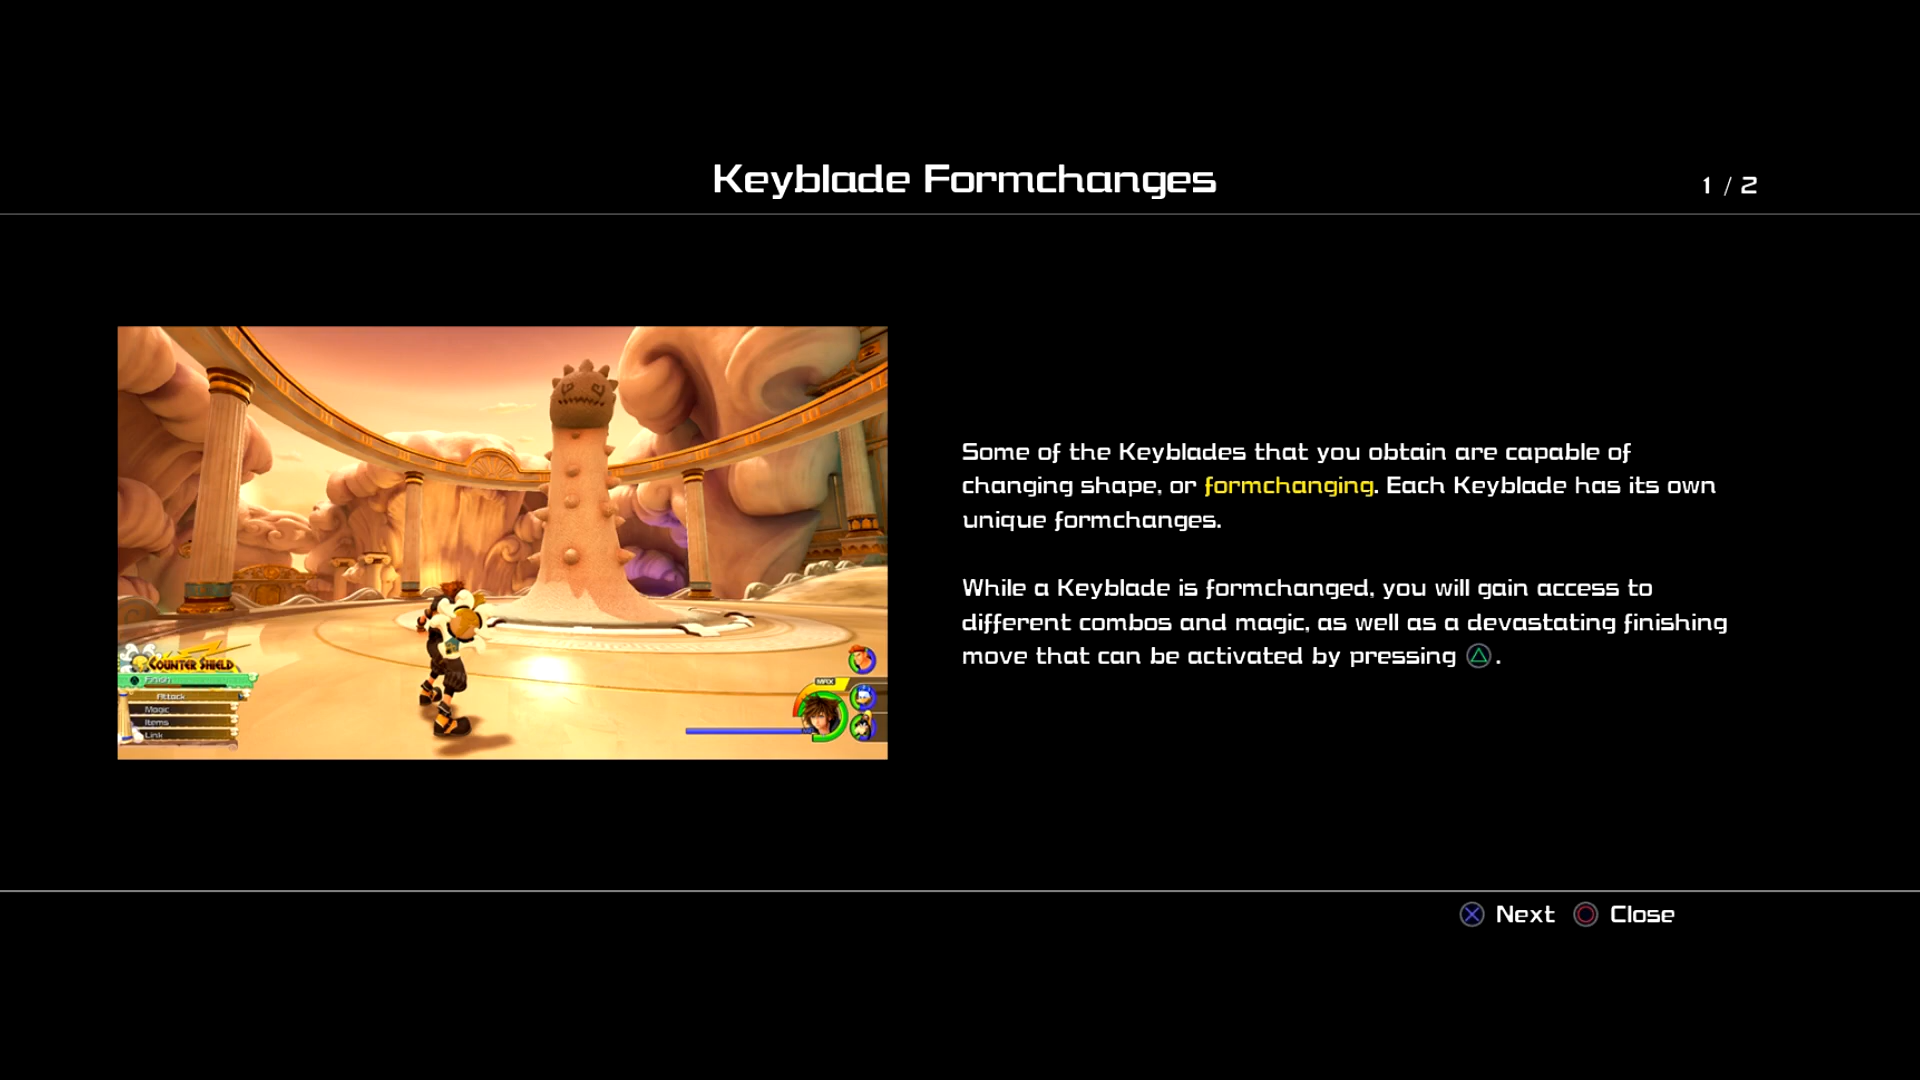 Keyblade Formchanges
1 / 2
Some of the Keyblades that you obtain are capable of
changing shape, or formchanging. Each Keyblade has its own
unique formchanges.
While a Keyblade is formchanged, you will gain access to
different combos and magic, as well as a devastating finishing
move that can be activated by pressing .
COUNTER SHIELD
Finish
Attack
Magic
Items
Link
MAX
Next Close